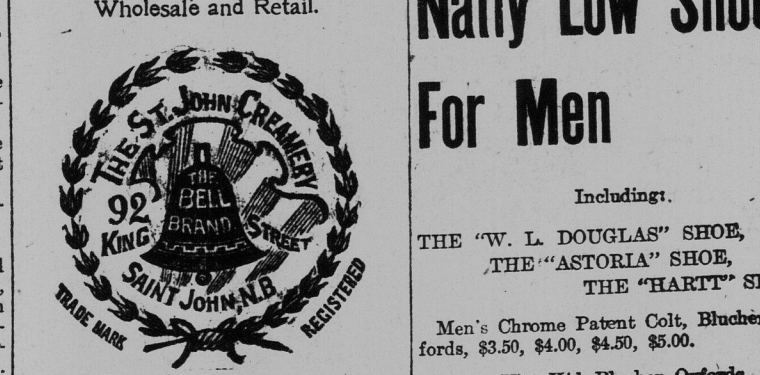 Wholesale and Retail.
THE ST. JOHN CREAMERY
THE
BELL
BRAND
92
KING STREET
SAINT JOHN, N.B.
TRADE MARK
REGISTERED
Natty Low
For Men
Including:
THE "W. L. DOUGLAS" SHOE,
THE "ASTORIA" SHOE,
THE "HARTT"
Men's Chrome Patent Colt, Blucher
fords, $3.50, $4.00, $4.50, $5.00.